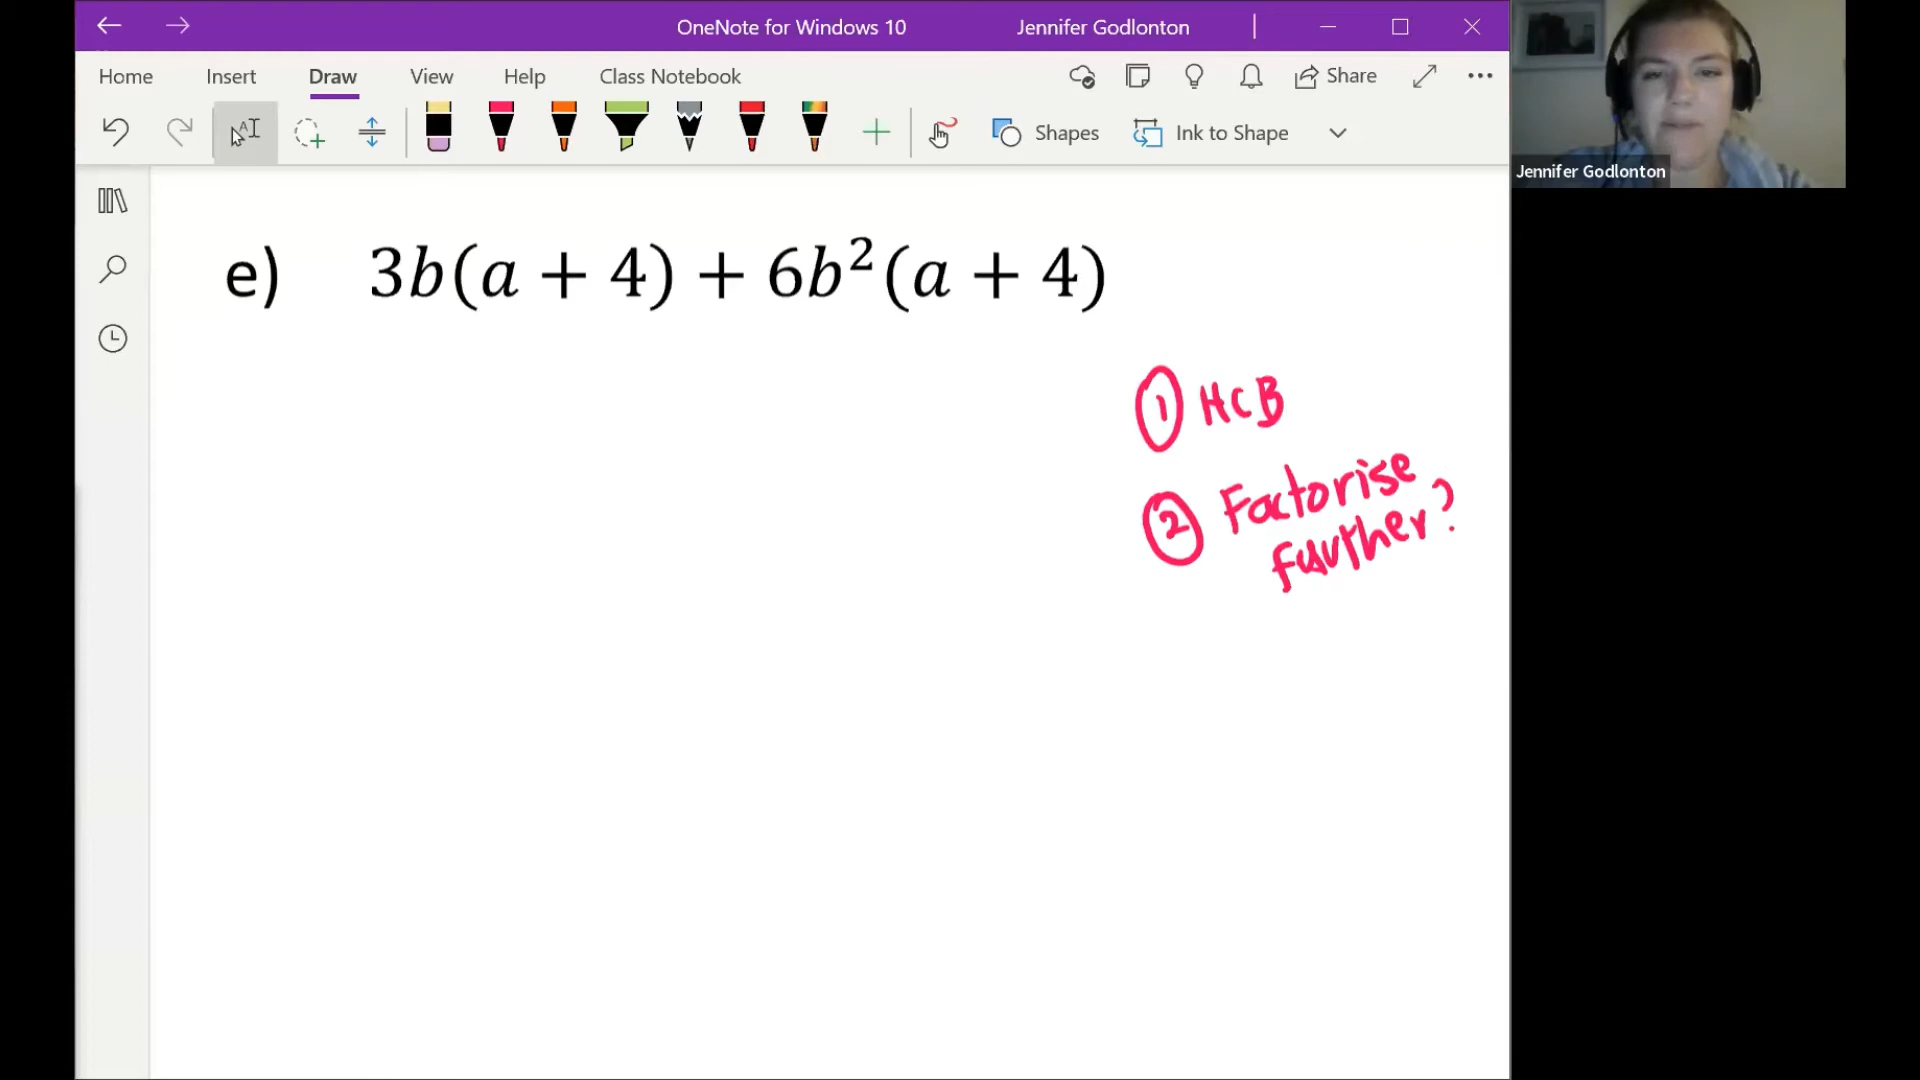 OneNote for Windows 10
Jennifer Godlonton
Home Insert Draw View Help Class Notebook
Share
Shapes Ink to Shape
Jennifer Godlonton
e) 3b(a + 4) + 6b²(a + 4)
① HCB
② Factorise
further?